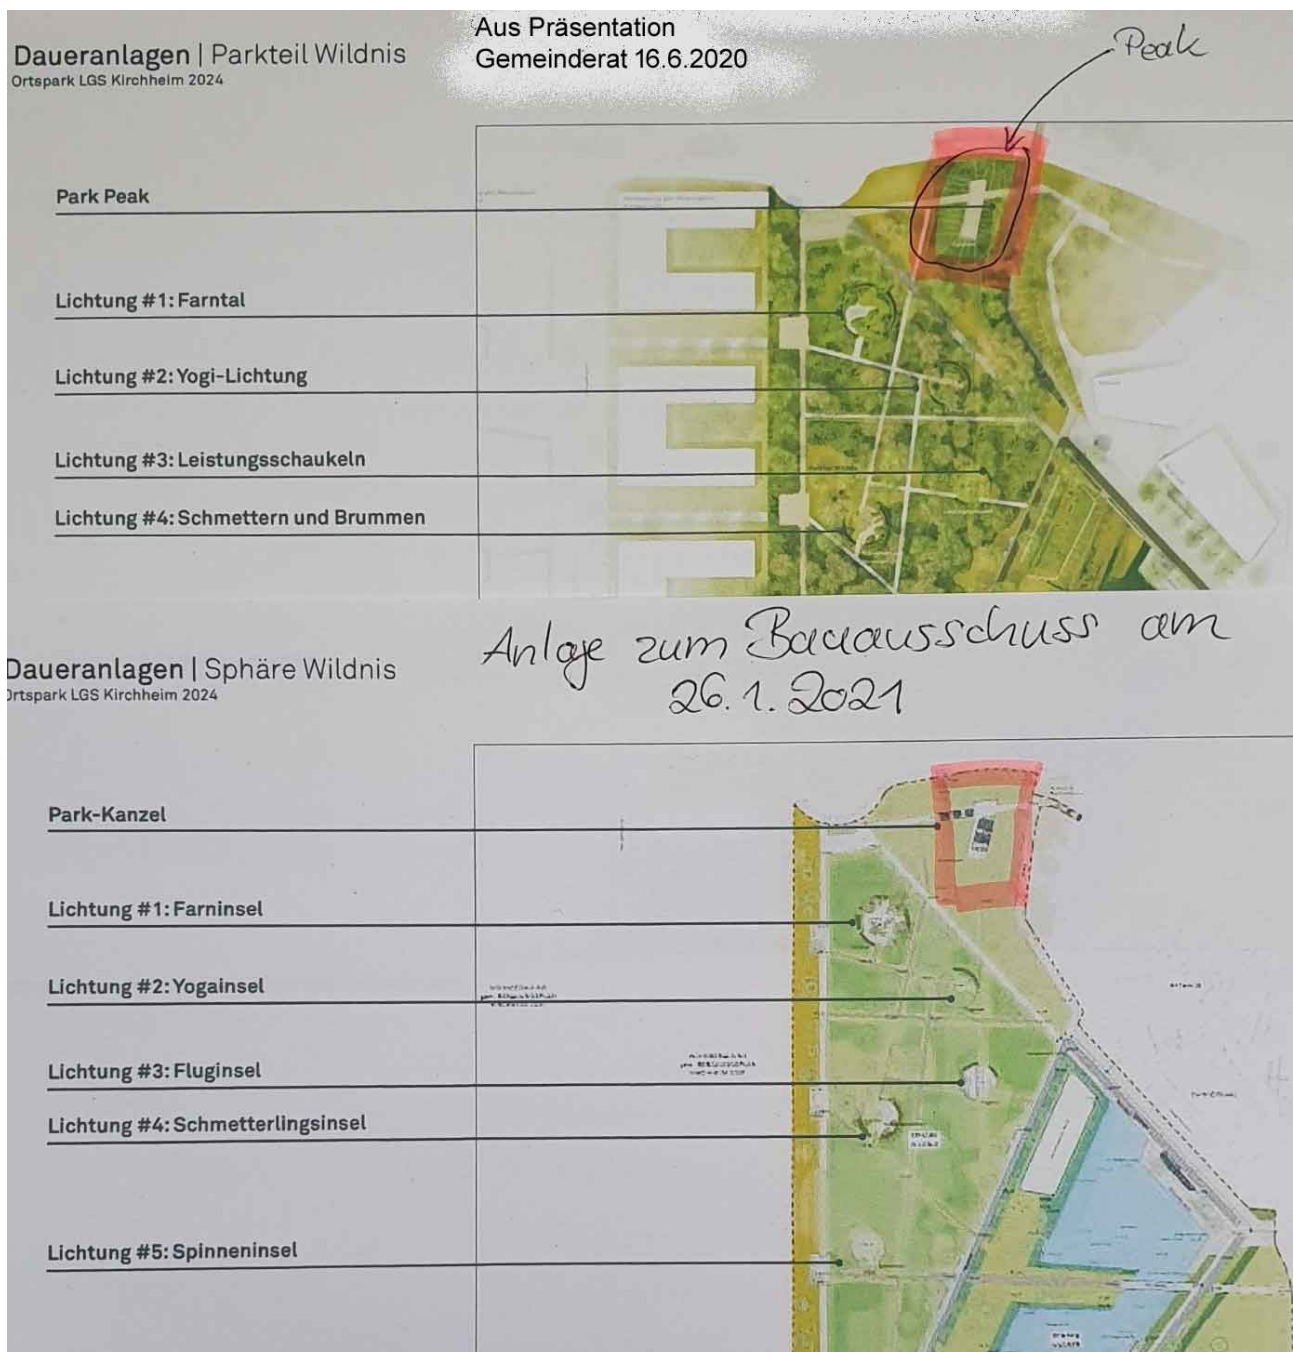 Aus Präsentation
Gemeinderat 16.6.2020
Peak
Daueranlagen | Parkteil Wildnis
Ortspark LGS Kirchheim 2024
Park Peak
Lichtung #1: Farntal
Lichtung #2: Yogi-Lichtung
Lichtung #3: Leistungsschaukeln
Lichtung #4: Schmettern und Brummen
Anlage zum Bauausschuss am
26.1.2021
Daueranlagen | Sphäre Wildnis
Ortspark LGS Kirchheim 2024
Park-Kanzel
Lichtung #1: Farninsel
Lichtung #2: Yogainsel
Lichtung #3: Fluginsel
Lichtung #4: Schmetterlingsinsel
Lichtung #5: Spinneninsel